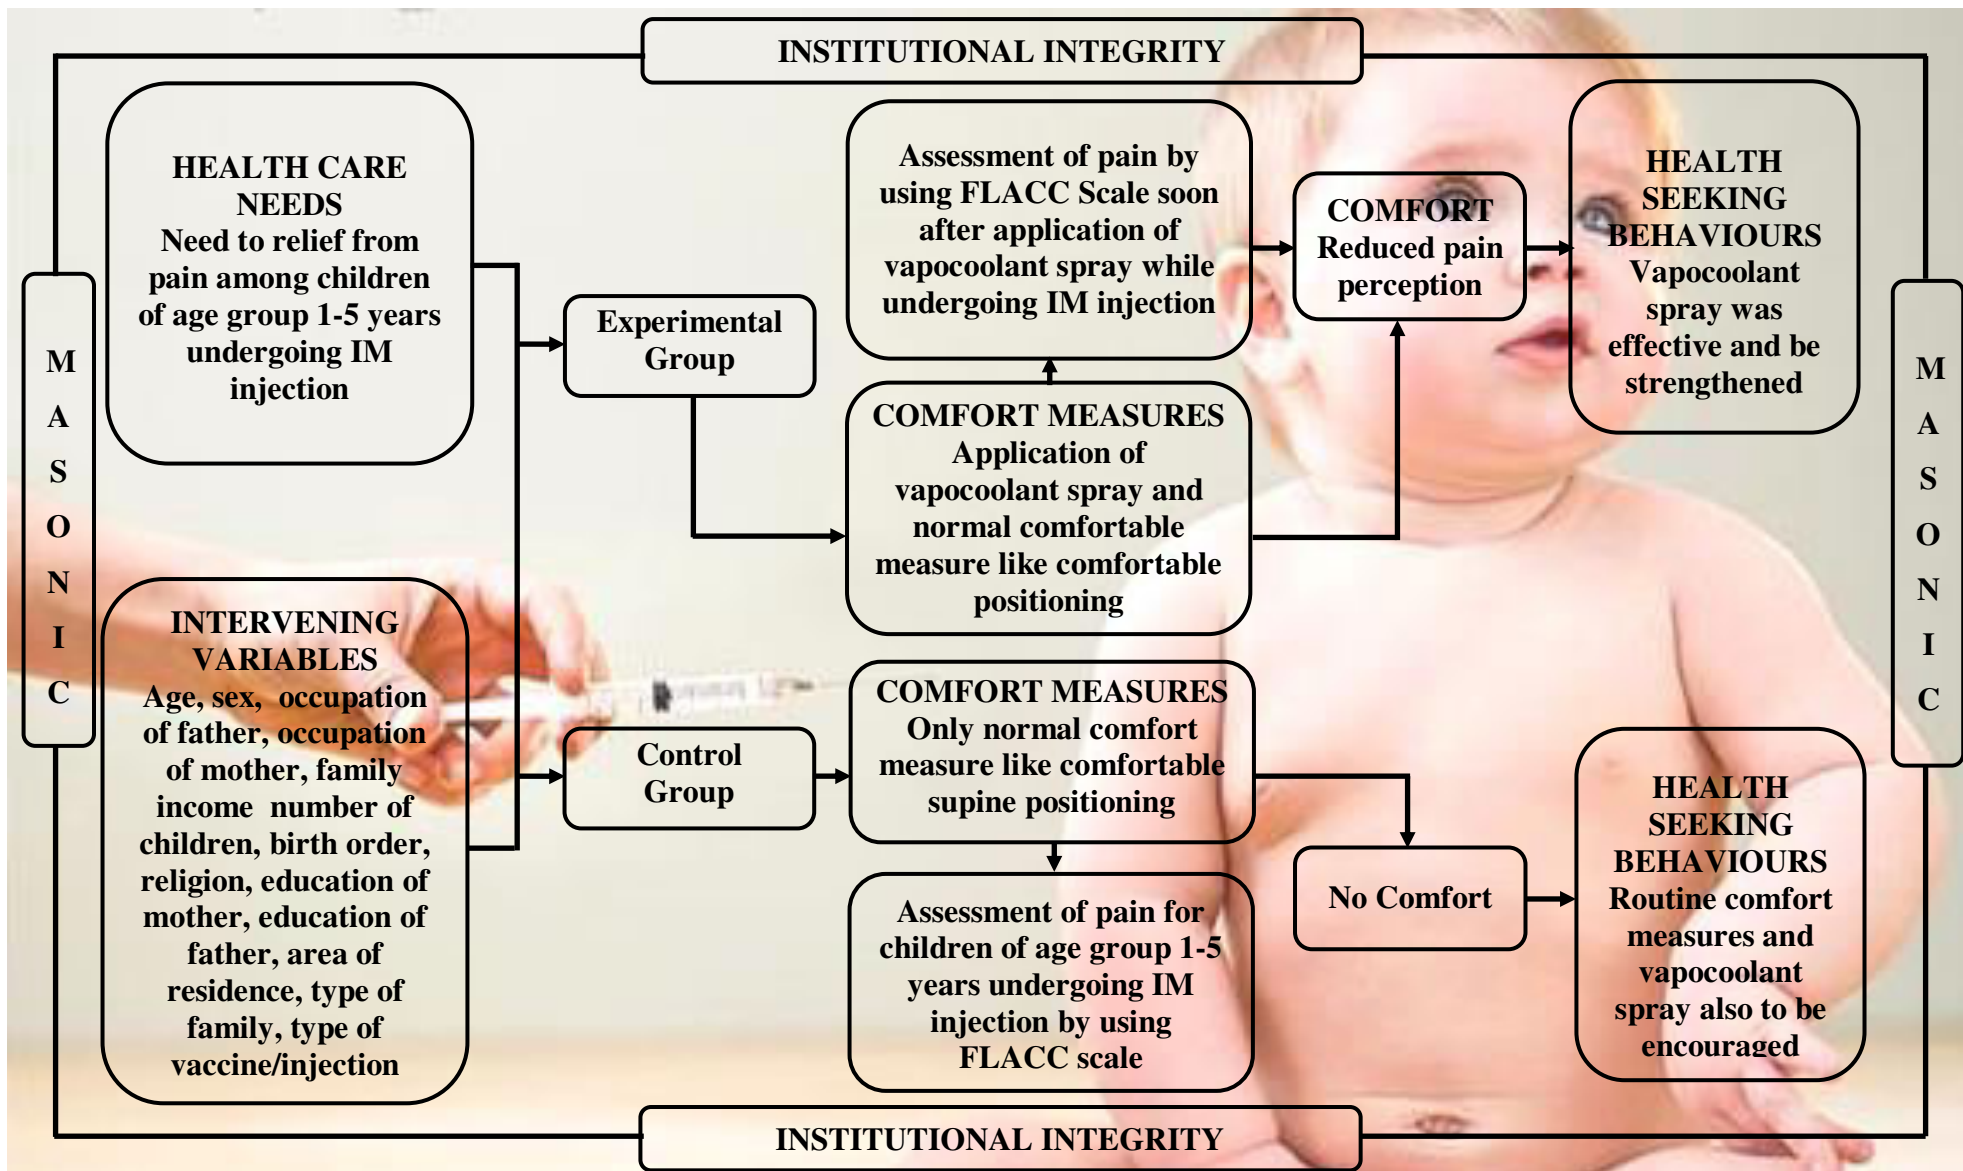 INSTITUTIONAL INTEGRITY
M
A
S
O
N
I
C
HEALTH CARE
NEEDS
Need to relief from
pain among children
of age group 1-5 years
undergoing IM
injection
INTERVENING
VARIABLES
Age, sex, occupation
of father, occupation
of mother, family
income number of
children, birth order,
religion, education of
mother, education of
father, area of
residence, type of
family, type of
vaccine/injection
Experimental
Group
Control
Group
Assessment of pain by
using FLACC Scale soon
after application of
vapocoolant spray while
undergoing IM injection
COMFORT MEASURES
Application of
vapocoolant spray and
normal comfortable
measure like comfortable
positioning
COMFORT MEASURES
Only normal comfort
measure like comfortable
supine positioning
Assessment of pain for
children of age group 1-5
years undergoing IM
injection by using
FLACC scale
COMFORT
Reduced pain
perception
No Comfort
HEALTH
SEEKING
BEHAVIOURS
Vapocoolant
spray was
effective and be
strengthened
HEALTH
SEEKING
BEHAVIOURS
Routine comfort
measures and
vapocoolant
spray also to be
encouraged
M
A
S
O
N
I
C
INSTITUTIONAL INTEGRITY